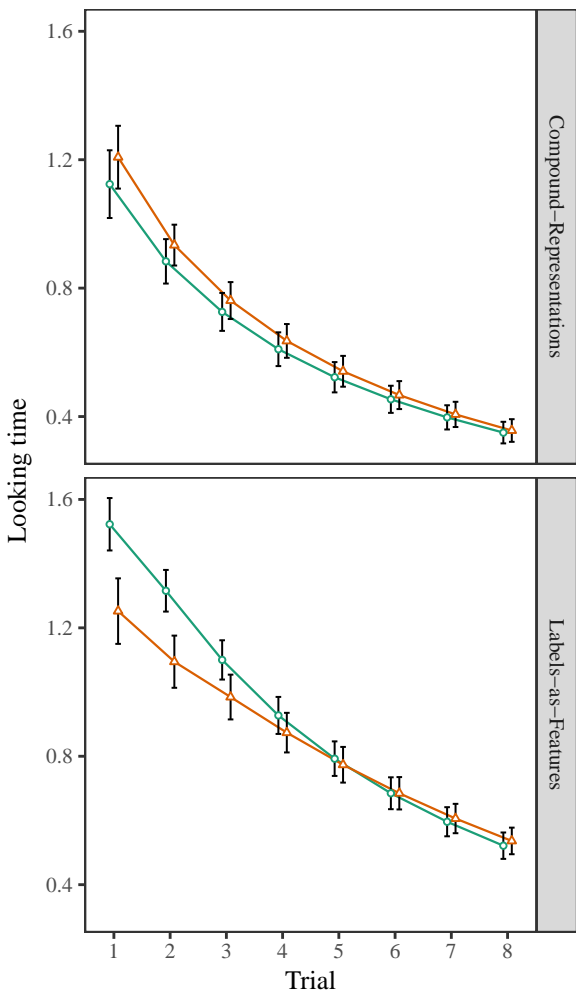 1.6
1.2
0.8
0.4
Compound−Representations
Looking time
1.6
1.2
0.8
0.4
Labels−as−Features
1 2 3 4 5 6 7 8
Trial